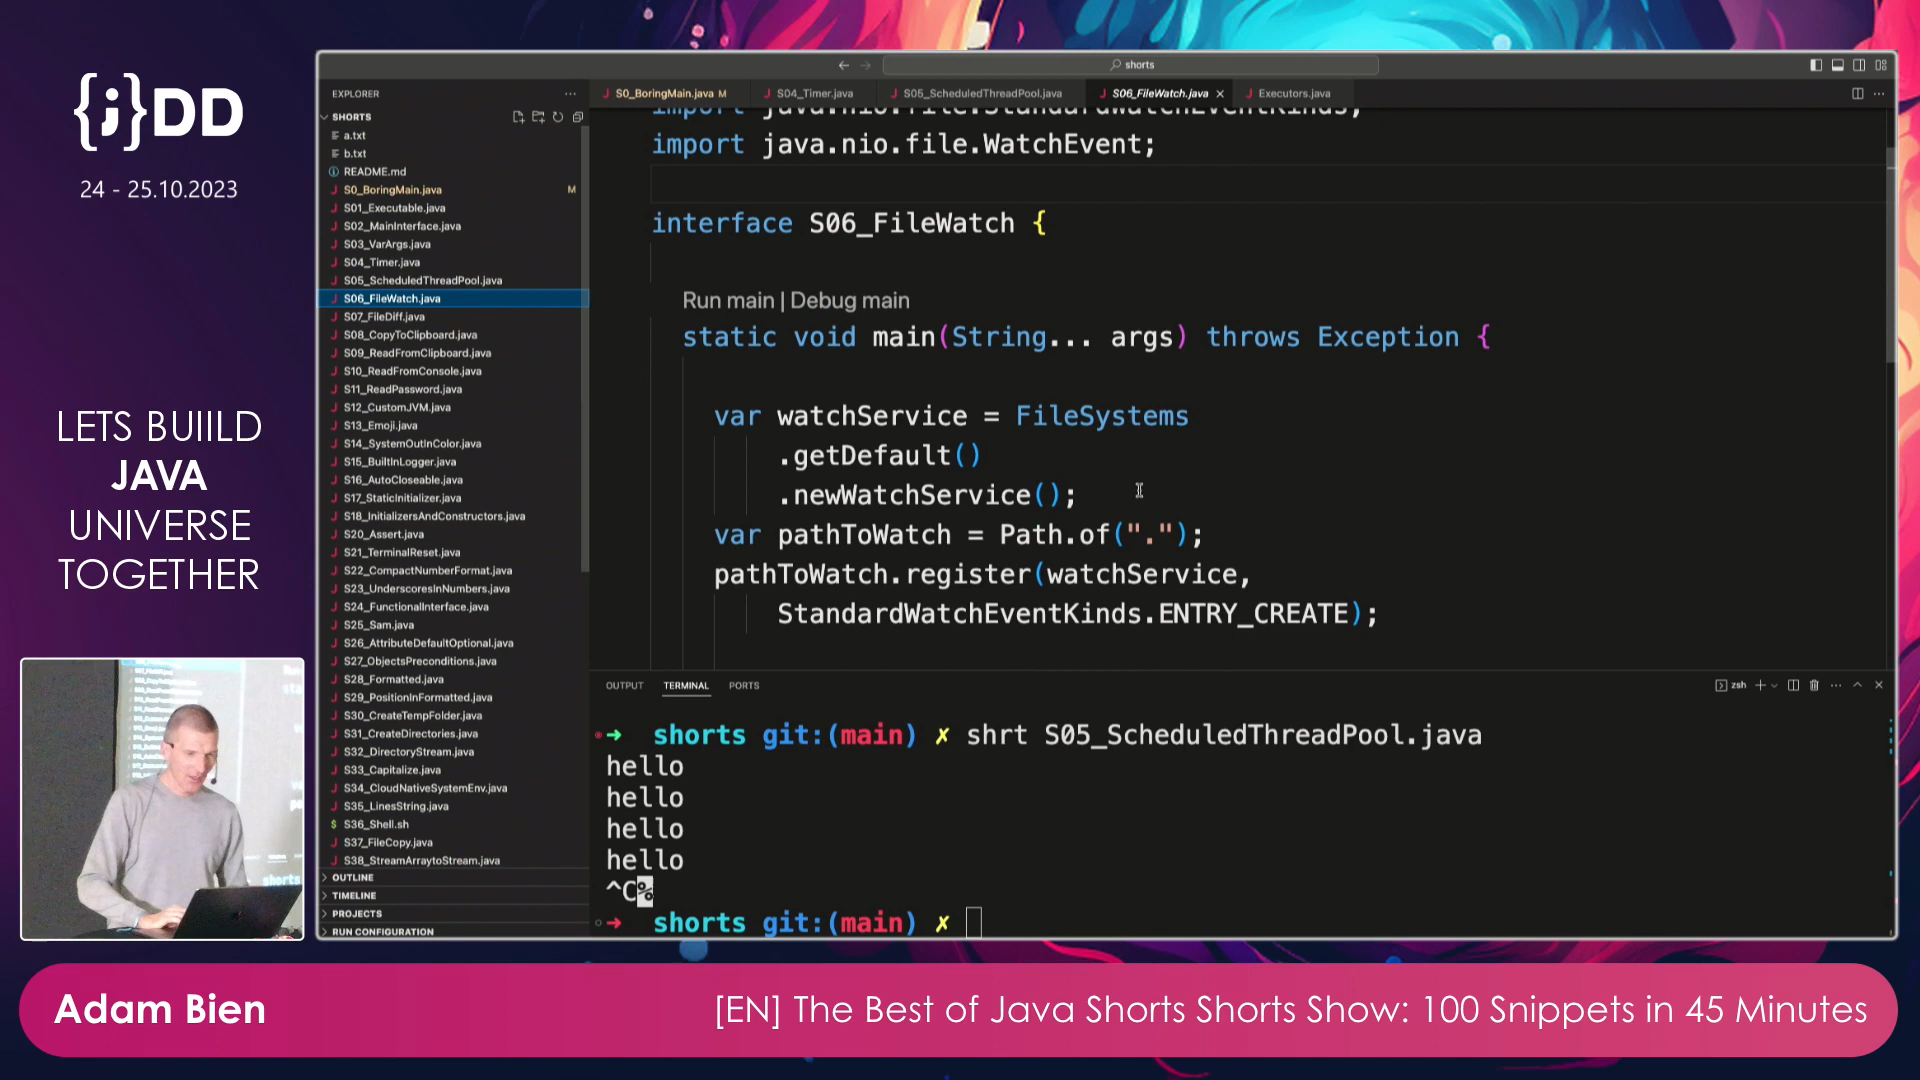 {j}DD
24 - 25.10.2023
LETS BUIILD
JAVA
UNIVERSE
TOGETHER
shorts
EXPLORER
SHORTS
a.txt
b.txt
README.md
S0_BoringMain.java M
S01_Executable.java
S02_MainInterface.java
S03_VarArgs.java
S04_Timer.java
S05_ScheduledThreadPool.java
S06_FileWatch.java
S07_FileDiff.java
S08_CopyToClipboard.java
S09_ReadFromClipboard.java
S10_ReadFromConsole.java
S11_ReadPassword.java
S12_CustomJVM.java
S13_Emoji.java
S14_SystemOutInColor.java
S15_BuiltInLogger.java
S16_AutoCloseable.java
S17_StaticInitializer.java
S18_InitializersAndConstructors.java
S20_Assert.java
S21_TerminalReset.java
S22_CompactNumberFormat.java
S23_UnderscoresInNumbers.java
S24_FunctionalInterface.java
S25_Sam.java
S26_AttributeDefaultOptional.java
S27_ObjectsPreconditions.java
S28_Formatted.java
S29_PositionInFormatted.java
S30_CreateTempFolder.java
S31_CreateDirectories.java
S32_DirectoryStream.java
S33_Capitalize.java
S34_CloudNativeSystemEnv.java
S35_LinesString.java
S36_Shell.sh
S37_FileCopy.java
S38_StreamArraytoStream.java
OUTLINE
TIMELINE
PROJECTS
RUN CONFIGURATION
S0_BoringMain.java M S04_Timer.java S05_ScheduledThreadPool.java S06_FileWatch.java Executors.java
import java.nio.file.StandardWatchEventKinds;
import java.nio.file.WatchEvent;
interface S06_FileWatch {
Run main | Debug main
static void main(String... args) throws Exception {
var watchService = FileSystems
.getDefault()
.newWatchService();
var pathToWatch = Path.of(".");
pathToWatch.register(watchService,
StandardWatchEventKinds.ENTRY_CREATE);
OUTPUT TERMINAL PORTS zsh
➜ shorts git:(main) ✗ shrt S05_ScheduledThreadPool.java
hello
hello
hello
hello
^C%
➜ shorts git:(main) ✗
Adam Bien
[EN] The Best of Java Shorts Shorts Show: 100 Snippets in 45 Minutes